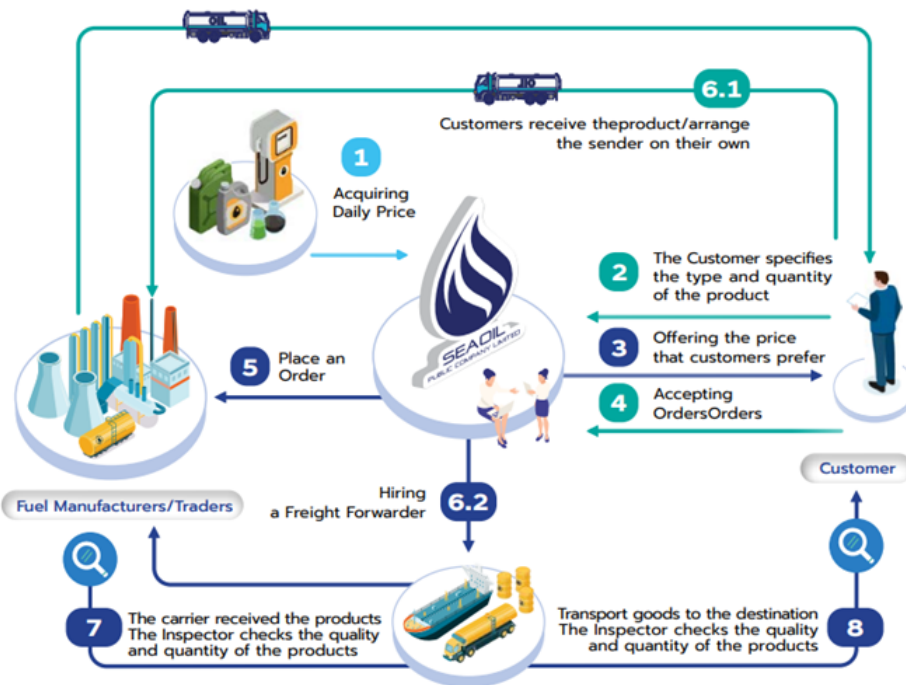 OIL
OIL
6.1
Customers receive theproduct/arrange
the sender on their own
1
Acquiring
Daily Price
2
The Customer specifies
the type and quantity
of the product
SEAOIL
PUBLIC COMPANY LIMITED
3
Offering the price
that customers prefer
5
Place an
Order
4
Accepting
OrdersOrders
Customer
Fuel Manufacturers/Traders
Hiring
a Freight Forwarder
6.2
7
The carrier received the products
The Inspector checks the quality
and quantity of the products
Transport goods to the destination
The Inspector checks the quality
and quantity of the products
8